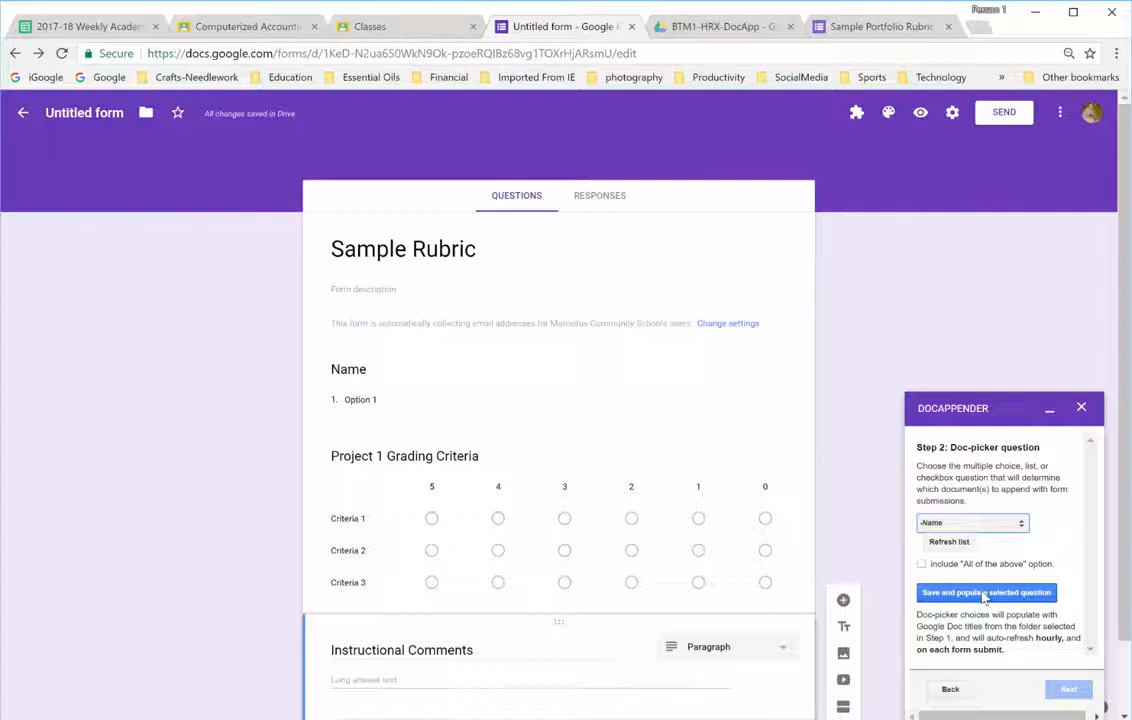 Person 1
2017-18 Weekly Acade
Computerized Accounti
Classes
Untitled form - Google
BTM1-HRX-DocApp - G
Sample Portfolio Rubric
Secure
https://docs.google.com/forms/d/1KeD-N2ua650WkN9Ok-pzoeRQIBz68vg1TOXrHjARsmU/edit
iGoogle
Google
Crafts-Needlework
Education
Essential Oils
Financial
Imported From IE
photography
Productivity
SocialMedia
Sports
Technology
»
Other bookmarks
Untitled form
All changes saved in Drive
SEND
QUESTIONS
RESPONSES
Sample Rubric
Form description
This form is automatically collecting email addresses for Marcellus Community Schools users. Change settings
Name
1. Option 1
Project 1 Grading Criteria
5 4 3 2 1 0
Criteria 1
Criteria 2
Criteria 3
Instructional Comments
Paragraph
Long answer text
Tт
DOCAPPENDER
Step 2: Doc-picker question
Choose the multiple choice, list, or
checkbox question that will determine
which document(s) to append with form
submissions.
-Name
Refresh list
include "All of the above" option.
Save and populate selected question
Doc-picker choices will populate with
Google Doc titles from the folder selected
in Step 1, and will auto-refresh hourly, and
on each form submit.
Back
Next